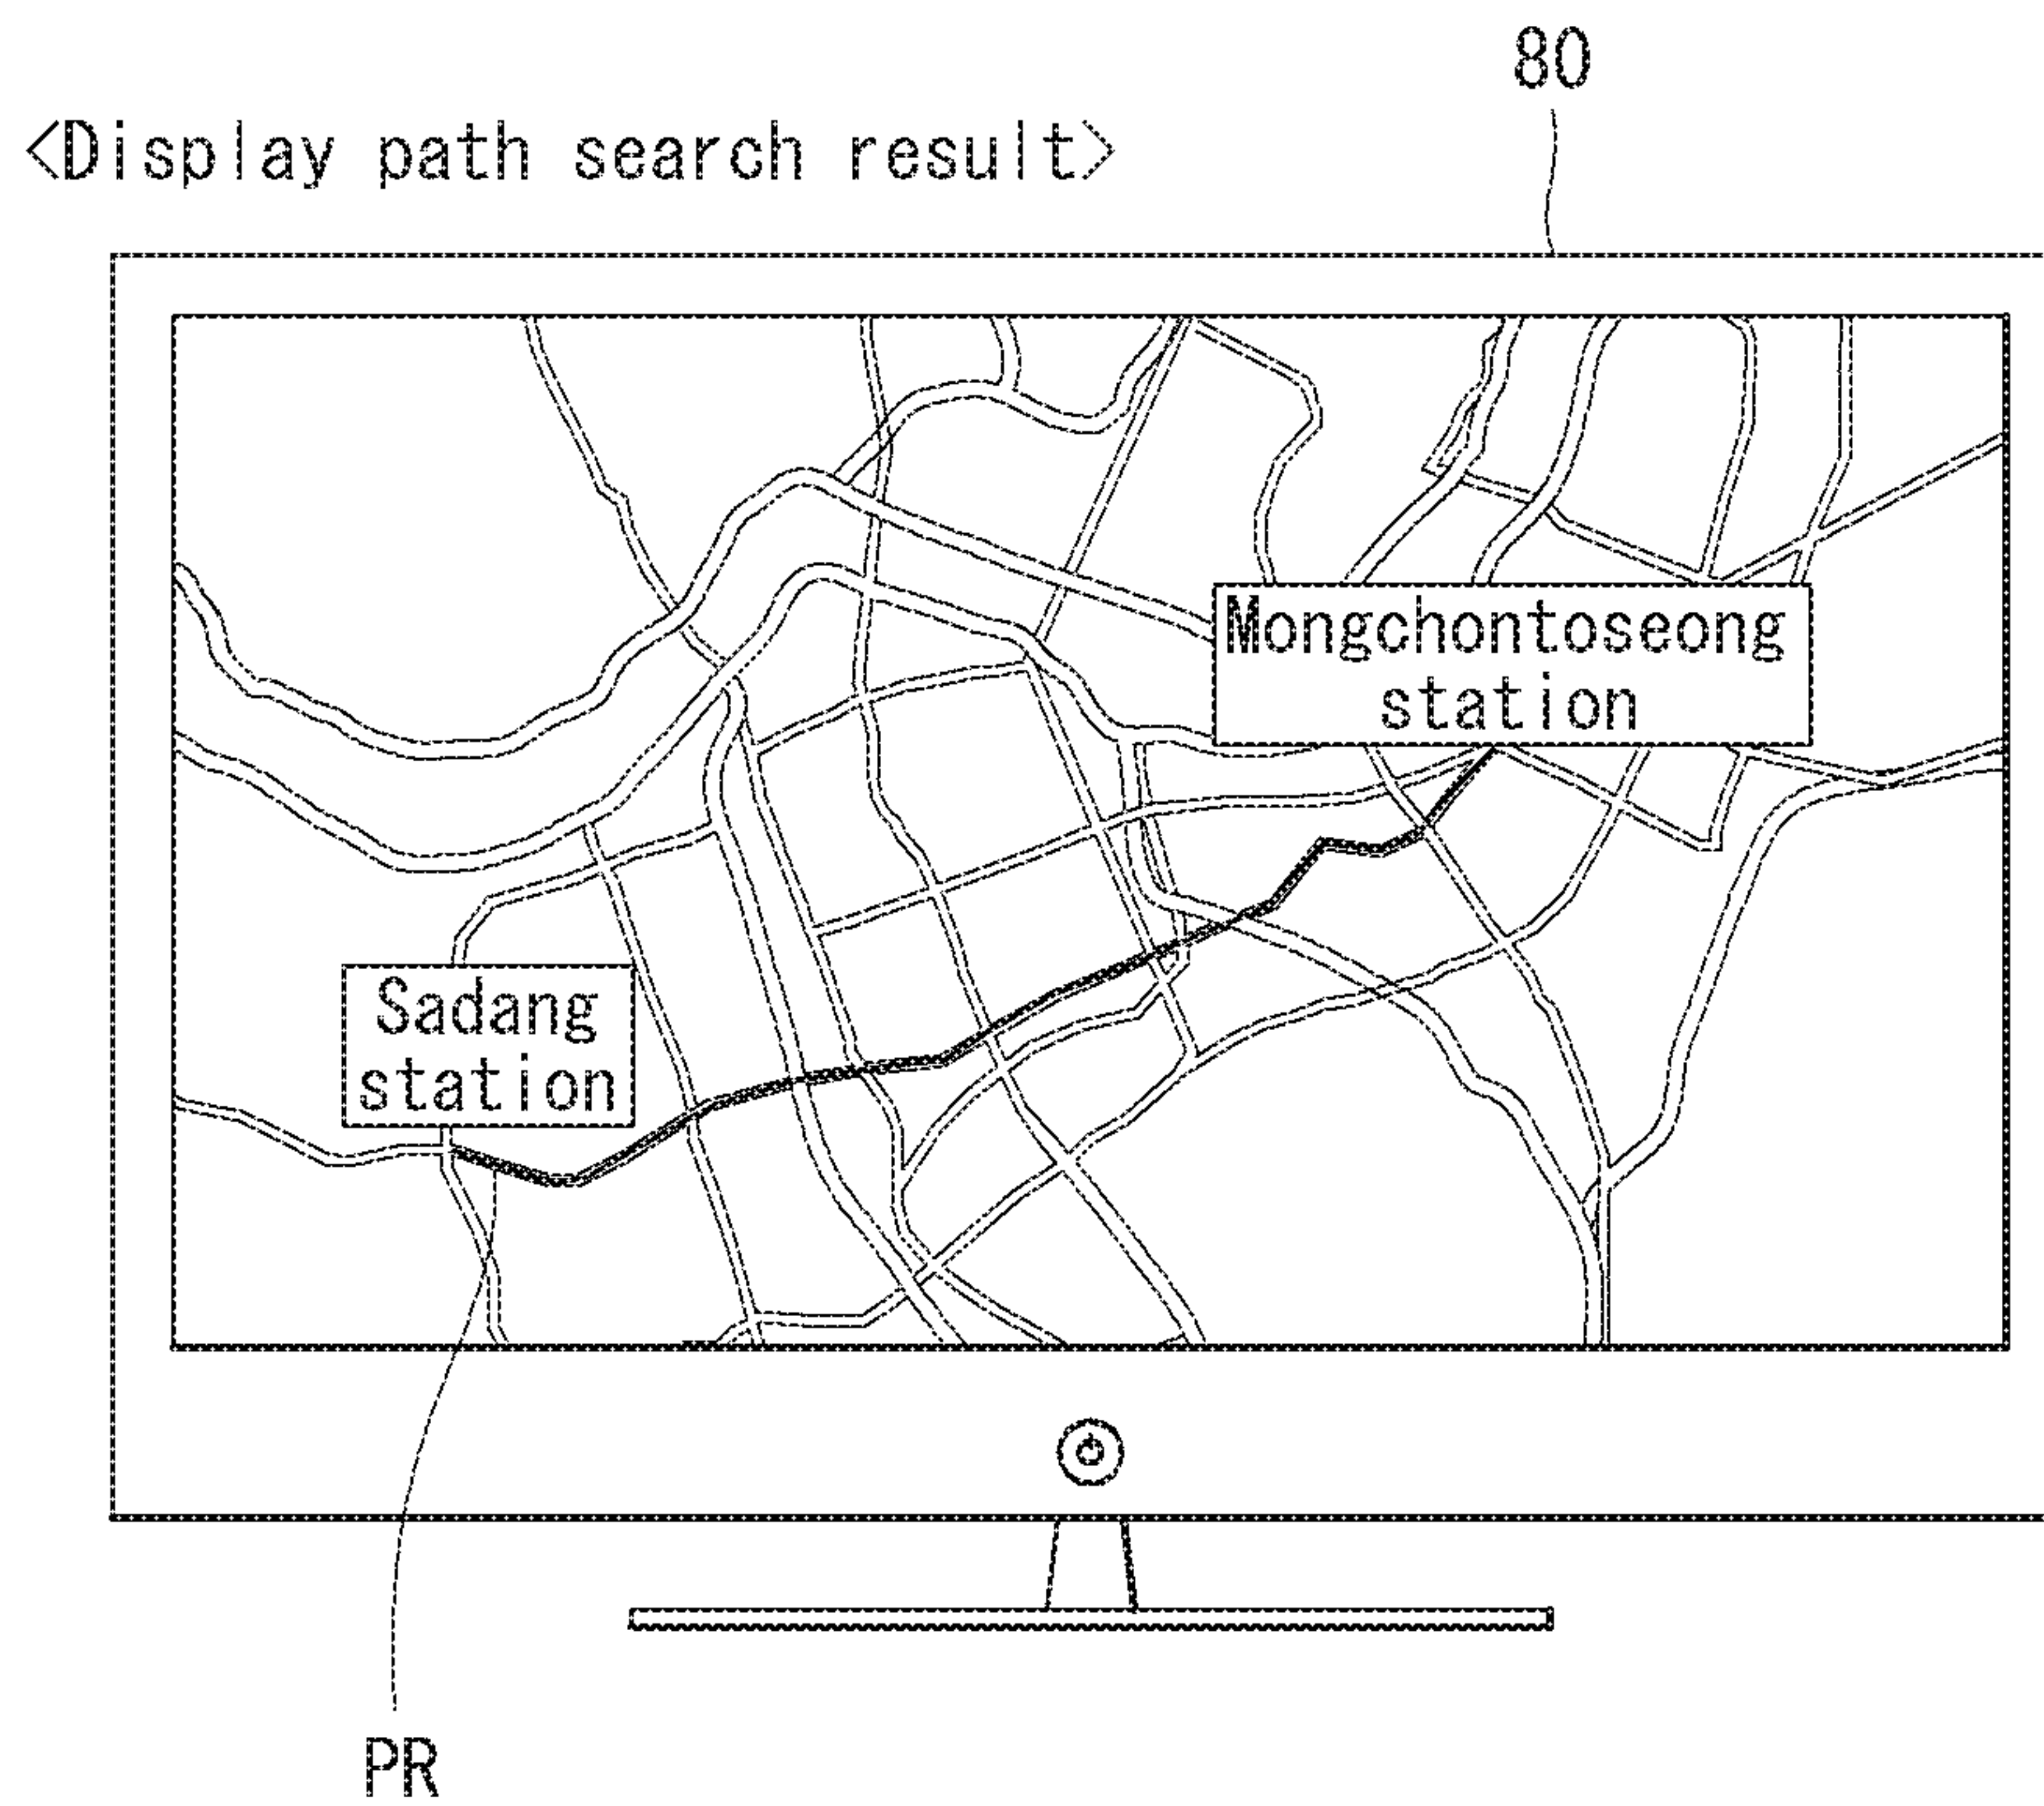 80
<Display path search result>
Mongchontoseong
station
Sadang
station
PR